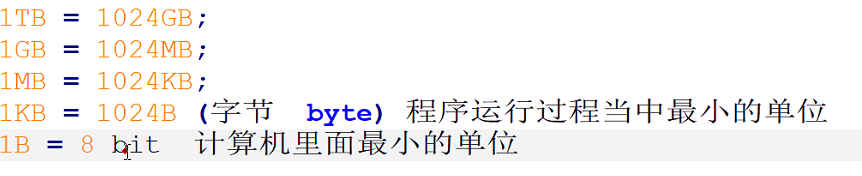 1TB = 1024GB;
1GB = 1024MB;
1MB = 1024KB;
1KB = 1024B (字节 byte) 程序运行过程当中最小的单位
1B = 8 bit 计算机里面最小的单位